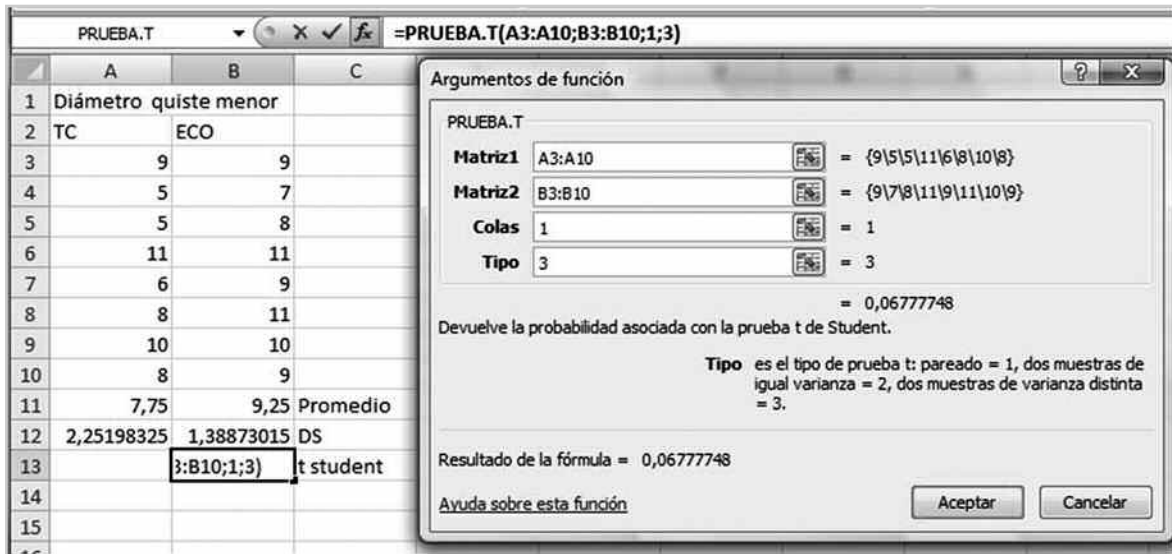 PRUEBA.T fx =PRUEBA.T(A3:A10;B3:B10;1;3)
A B C
1 Diámetro quiste menor
2 TC ECO
3 9 9
4 5 7
5 5 8
6 11 11
7 6 9
8 8 11
9 10 10
10 8 9
11 7,75 9,25 Promedio
12 2,25198325 1,38873015 DS
13 3:B10;1;3) t student
14
15
Argumentos de función
PRUEBA.T
Matriz1 A3:A10 = {9\5\5\11\6\8\10\8}
Matriz2 B3:B10 = {9\7\8\11\9\11\10\9}
Colas 1 = 1
Tipo 3 = 3
= 0,06777748
Devuelve la probabilidad asociada con la prueba t de Student.
Tipo es el tipo de prueba t: pareado = 1, dos muestras de
igual varianza = 2, dos muestras de varianza distinta
= 3.
Resultado de la fórmula = 0,06777748
Ayuda sobre esta función Aceptar Cancelar